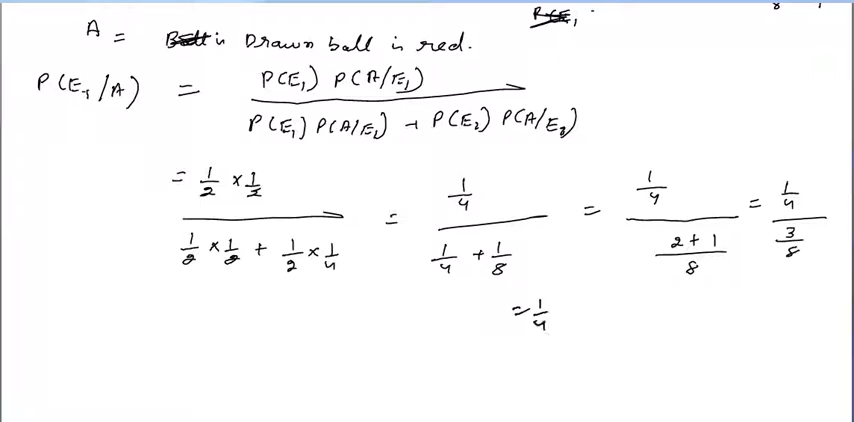 A = is Drawn ball is red.
P(E₁/A) = P(E₁) P(A/E₁) / P(E₁) P(A/E₁) + P(E₂) P(A/E₂)
= 1/2 × 1/2 / 1/2 × 1/2 + 1/2 × 1/4 = 1/4 / 1/4 + 1/8 = 1/4 / 2+1/8 = 1/4 / 3/8
= 1/4